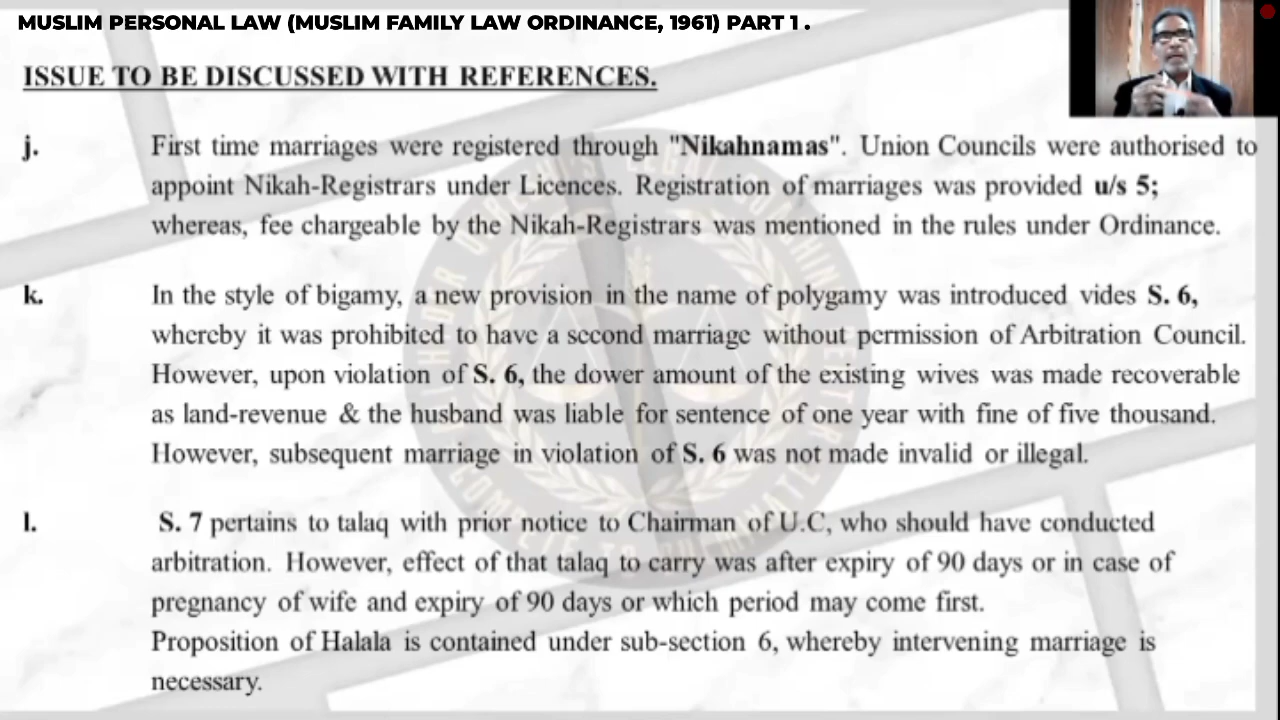 MUSLIM PERSONAL LAW (MUSLIM FAMILY LAW ORDINANCE, 1961) PART 1 .
ISSUE TO BE DISCUSSED WITH REFERENCES.
j. First time marriages were registered through "Nikahnamas". Union Councils were authorised to
appoint Nikah-Registrars under Licences. Registration of marriages was provided u/s 5;
whereas, fee chargeable by the Nikah-Registrars was mentioned in the rules under Ordinance.
k. In the style of bigamy, a new provision in the name of polygamy was introduced vides S. 6,
whereby it was prohibited to have a second marriage without permission of Arbitration Council.
However, upon violation of S. 6, the dower amount of the existing wives was made recoverable
as land-revenue & the husband was liable for sentence of one year with fine of five thousand.
However, subsequent marriage in violation of S. 6 was not made invalid or illegal.
l. S. 7 pertains to talaq with prior notice to Chairman of U.C, who should have conducted
arbitration. However, effect of that talaq to carry was after expiry of 90 days or in case of
pregnancy of wife and expiry of 90 days or which period may come first.
Proposition of Halala is contained under sub-section 6, whereby intervening marriage is
necessary.